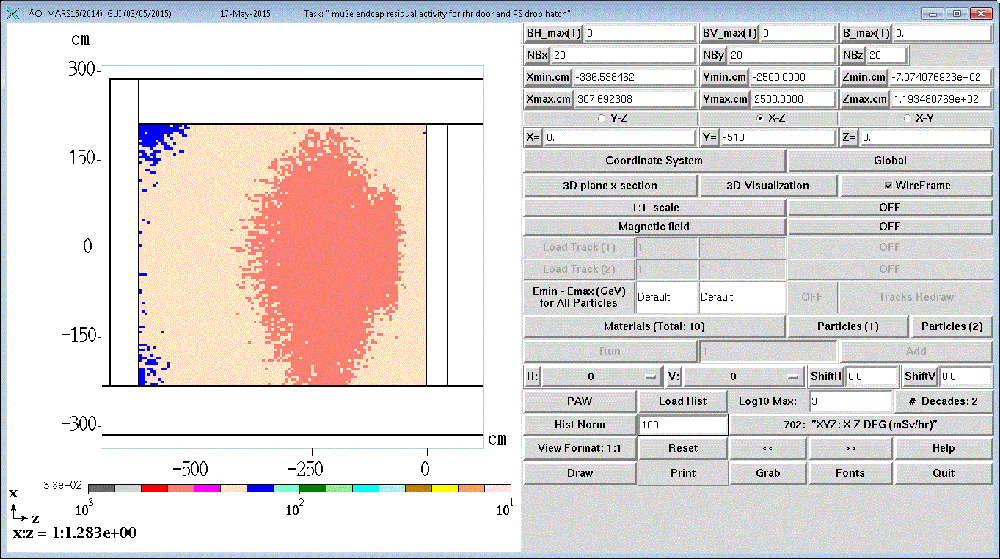 Â© MARS15(2014) GUI (03/05/2015) 17-May-2015 Task: " mu2e endcap residual activity for rhr door and PS drop hatch"
cm
300
150
0
-150
-300
cm
-500 -250 0
3.8e+02
10^3 10^2 10^1
x
z
x:z = 1:1.283e+00
BH_max(T) 0. BV_max(T) 0. B_max(T) 0.
NBx 20 NBy 20 NBz 20
Xmin,cm -336.538462 Ymin,cm -2500.0000 Zmin,cm -7.074076923e+02
Xmax,cm 307.692308 Ymax,cm 2500.0000 Zmax,cm 1.193480769e+02
Y-Z X-Z X-Y
X= 0. Y= -510 Z= 0.
Coordinate System Global
3D plane x-section 3D-Visualization WireFrame
1:1 scale OFF
Magnetic field OFF
Load Track (1) 1 1 OFF
Load Track (2) 1 1 OFF
Emin - Emax (GeV)
for All Particles Default Default OFF Tracks Redraw
Materials (Total: 10) Particles (1) Particles (2)
Run 1 Add
H: 0 V: 0 ShiftH 0.0 ShiftV 0.0
PAW Load Hist Log10 Max: 3 # Decades: 2
Hist Norm 100 702: "XYZ: X-Z DEG (mSv/hr)"
View Format: 1:1 Reset << >> Help
Draw Print Grab Fonts Quit